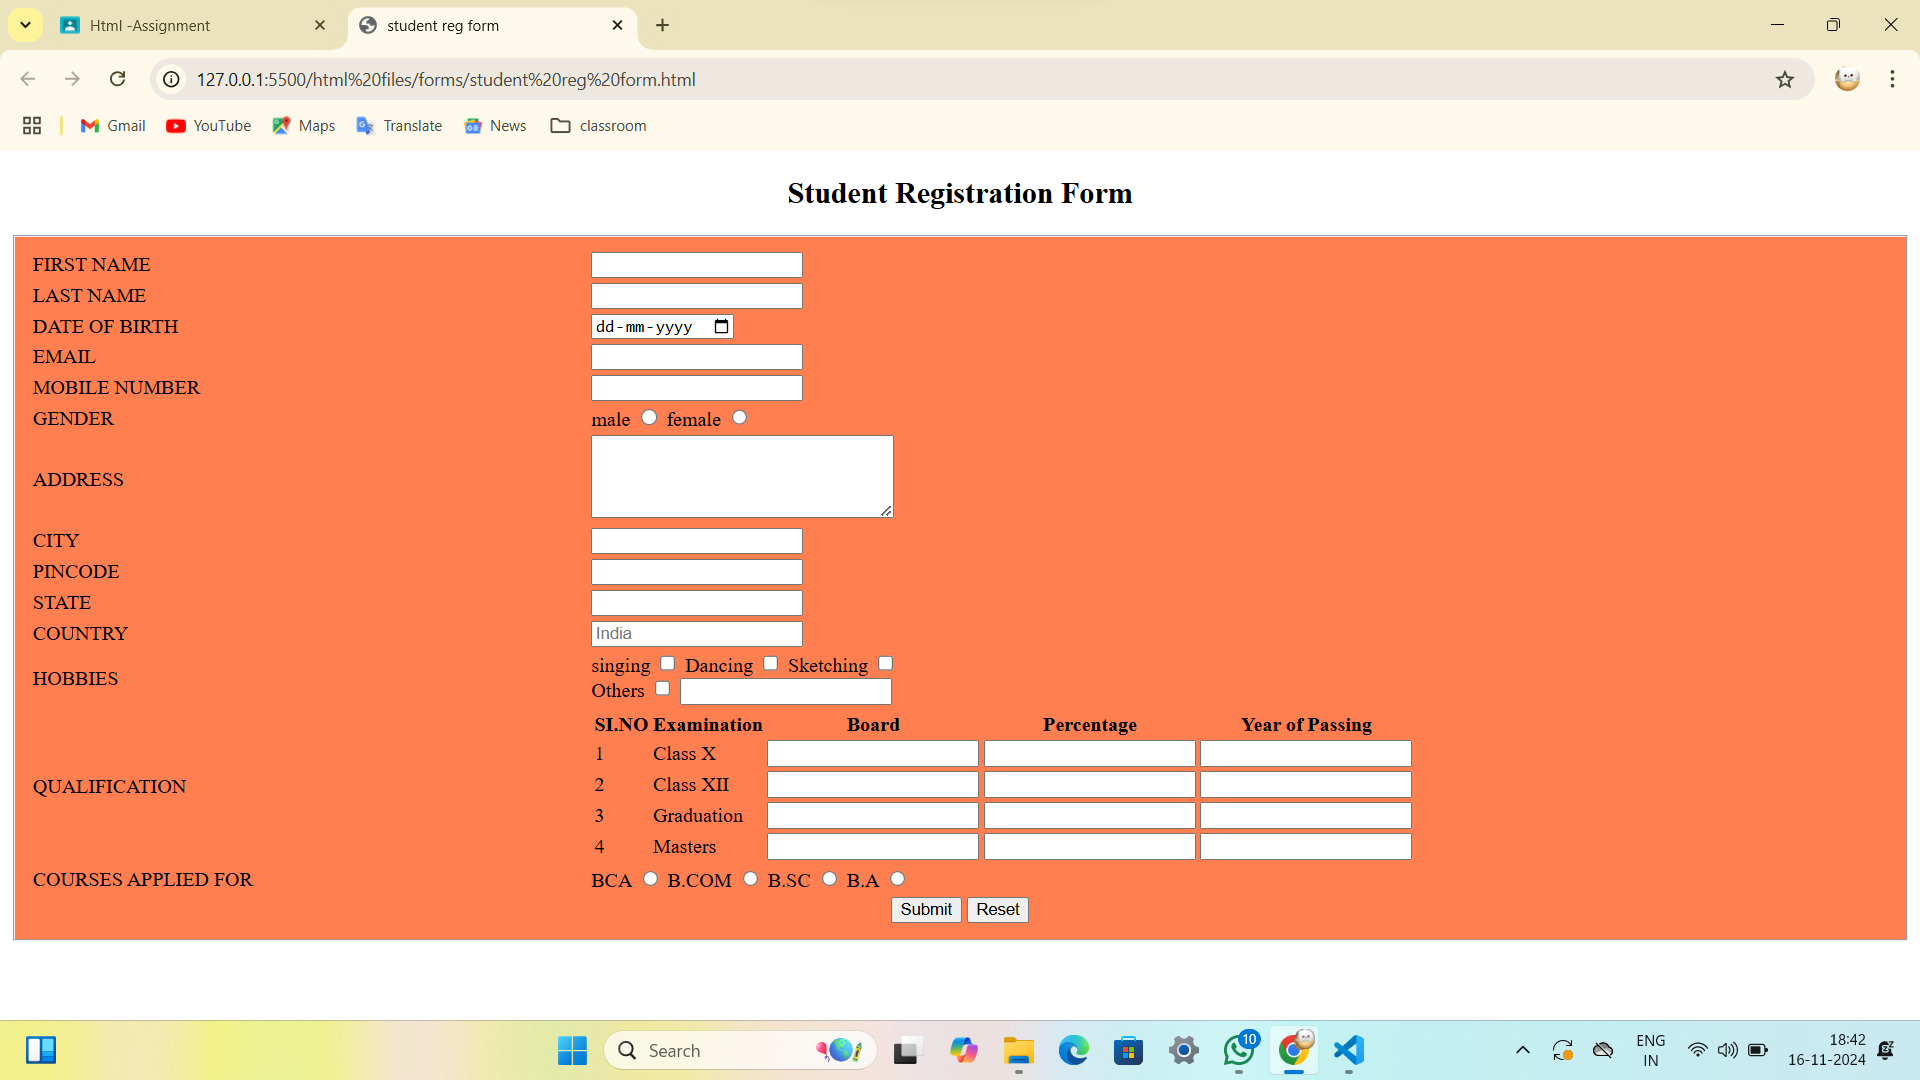 Html -Assignment
student reg form
127.0.0.1:5500/html%20files/forms/student%20reg%20form.html
Gmail YouTube Maps Translate News classroom
Student Registration Form
FIRST NAME
LAST NAME
DATE OF BIRTH dd-mm-yyyy
EMAIL
MOBILE NUMBER
GENDER male female
ADDRESS
CITY
PINCODE
STATE
COUNTRY India
HOBBIES singing Dancing Sketching
Others
SI.NO Examination Board Percentage Year of Passing
1 Class X
2 Class XII
QUALIFICATION
3 Graduation
4 Masters
COURSES APPLIED FOR BCA B.COM B.SC B.A
Submit Reset
Search
10
ENG
IN
18:42
16-11-2024